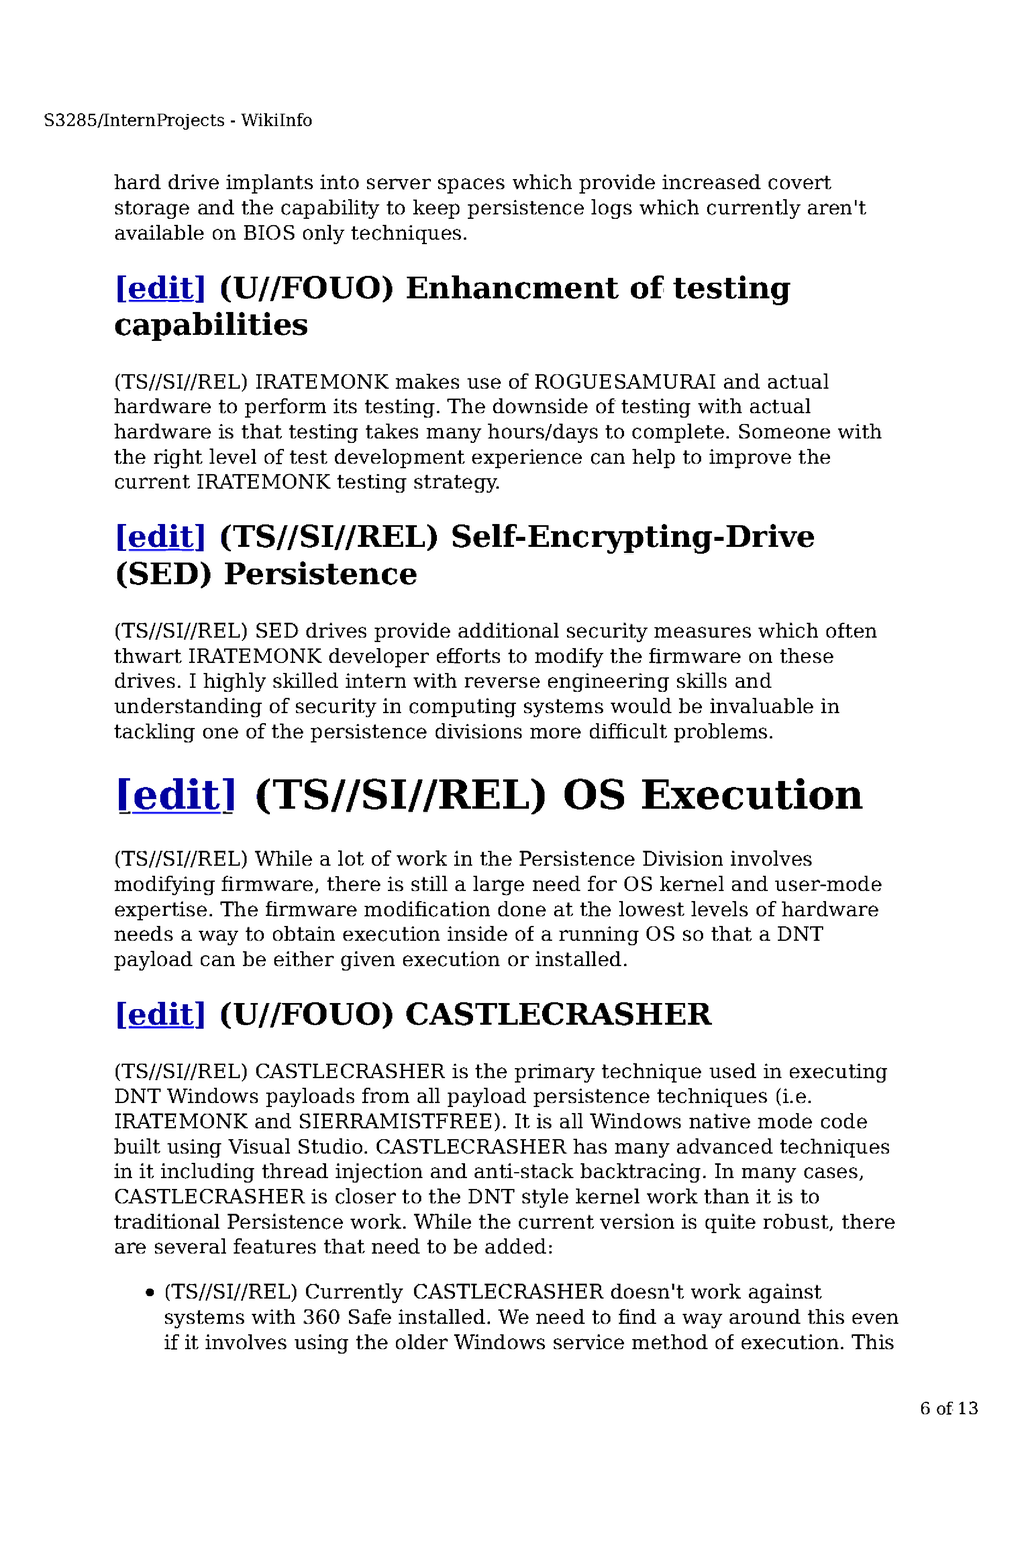 S3285/InternProjects - WikiInfo
hard drive implants into server spaces which provide increased covert
storage and the capability to keep persistence logs which currently aren't
available on BIOS only techniques.
[edit] (U//FOUO) Enhancment of testing
capabilities
(TS//SI//REL) IRATEMONK makes use of ROGUESAMURAI and actual
hardware to perform its testing. The downside of testing with actual
hardware is that testing takes many hours/days to complete. Someone with
the right level of test development experience can help to improve the
current IRATEMONK testing strategy.
[edit] (TS//SI//REL) Self-Encrypting-Drive
(SED) Persistence
(TS//SI//REL) SED drives provide additional security measures which often
thwart IRATEMONK developer efforts to modify the firmware on these
drives. I highly skilled intern with reverse engineering skills and
understanding of security in computing systems would be invaluable in
tackling one of the persistence divisions more difficult problems.
[edit] (TS//SI//REL) OS Execution
(TS//SI//REL) While a lot of work in the Persistence Division involves
modifying firmware, there is still a large need for OS kernel and user-mode
expertise. The firmware modification done at the lowest levels of hardware
needs a way to obtain execution inside of a running OS so that a DNT
payload can be either given execution or installed.
[edit] (U//FOUO) CASTLECRASHER
(TS//SI//REL) CASTLECRASHER is the primary technique used in executing
DNT Windows payloads from all payload persistence techniques (i.e.
IRATEMONK and SIERRAMISTFREE). It is all Windows native mode code
built using Visual Studio. CASTLECRASHER has many advanced techniques
in it including thread injection and anti-stack backtracing. In many cases,
CASTLECRASHER is closer to the DNT style kernel work than it is to
traditional Persistence work. While the current version is quite robust, there
are several features that need to be added:
• (TS//SI//REL) Currently CASTLECRASHER doesn't work against
systems with 360 Safe installed. We need to find a way around this even
if it involves using the older Windows service method of execution. This
6 of 13